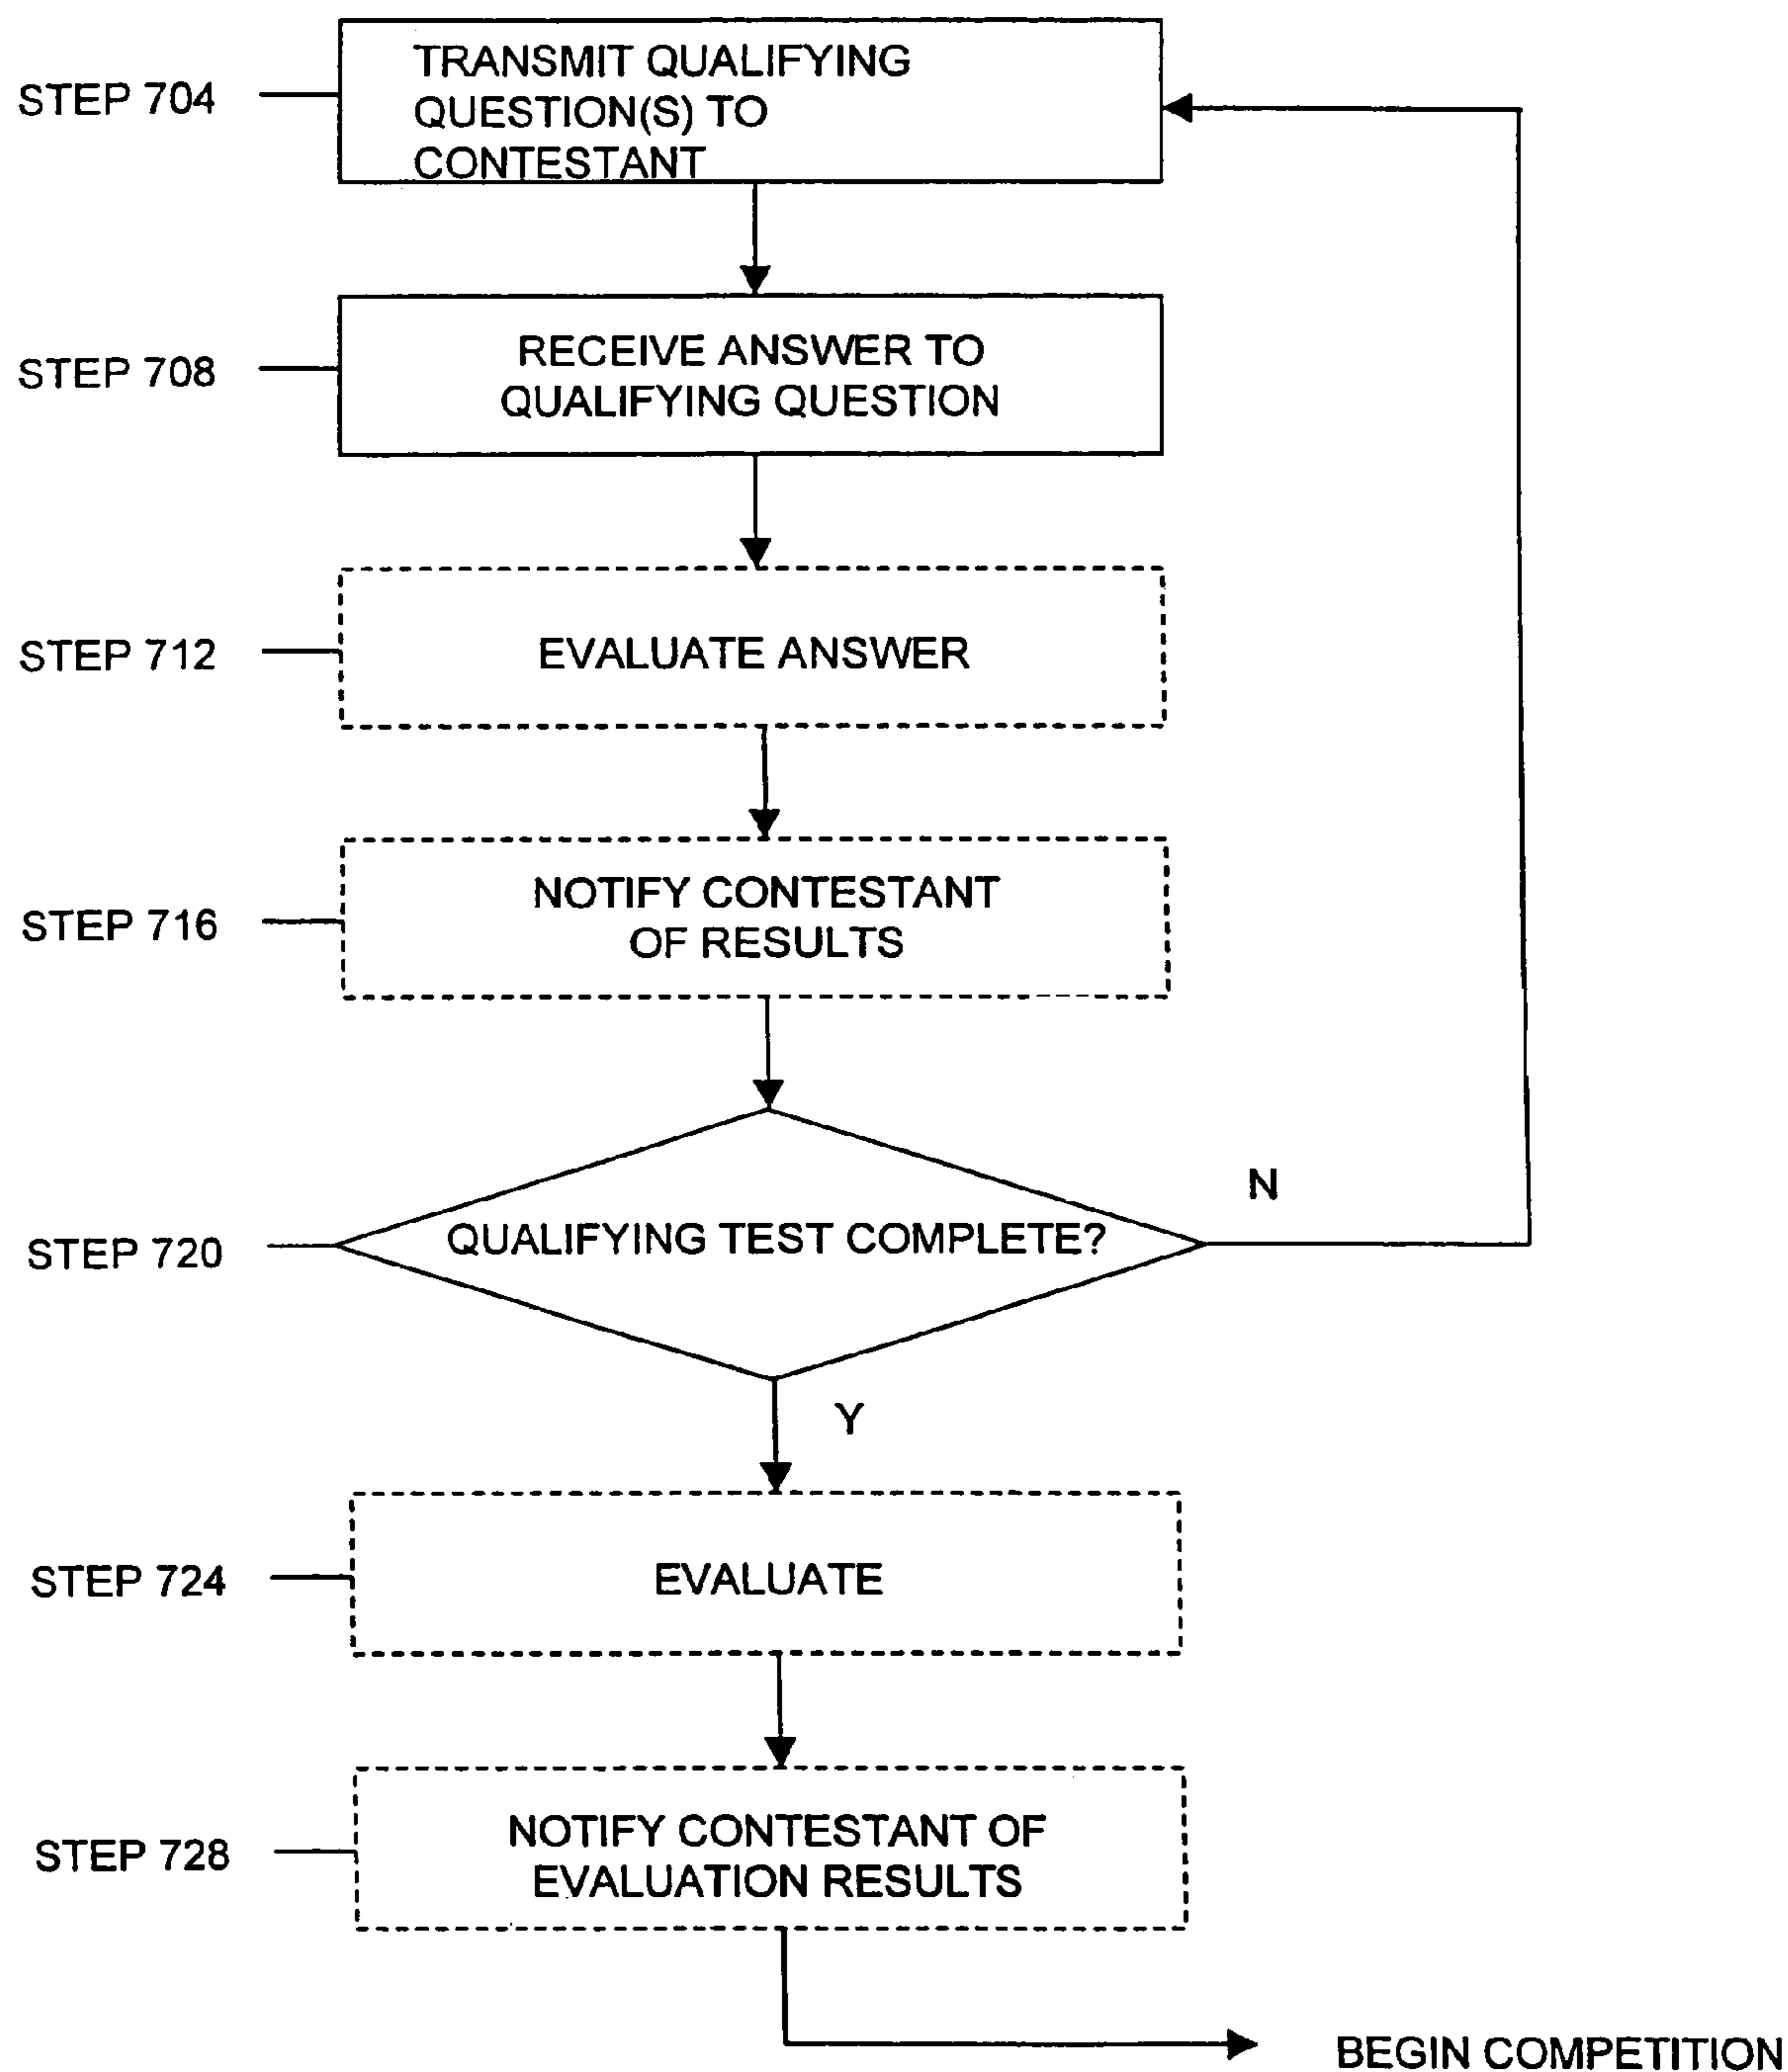 STEP 704
TRANSMIT QUALIFYING
QUESTION(S) TO
CONTESTANT
STEP 708
RECEIVE ANSWER TO
QUALIFYING QUESTION
STEP 712
EVALUATE ANSWER
STEP 716
NOTIFY CONTESTANT
OF RESULTS
STEP 720
QUALIFYING TEST COMPLETE?
N
Y
STEP 724
EVALUATE
STEP 728
NOTIFY CONTESTANT OF
EVALUATION RESULTS
BEGIN COMPETITION